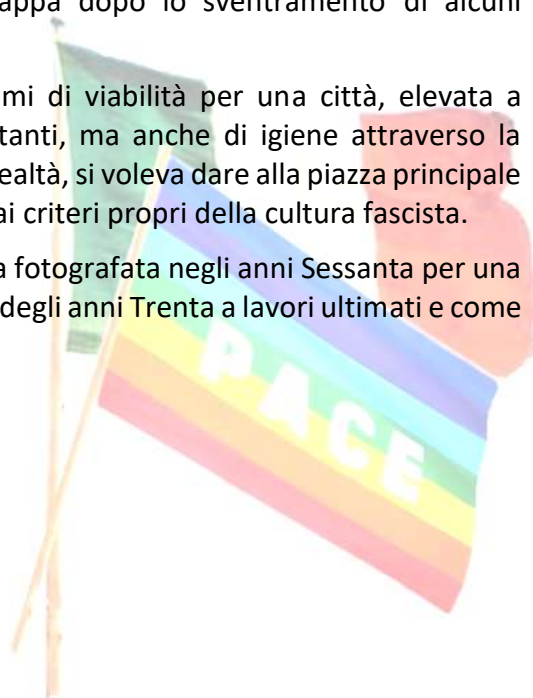 appa dopo lo sventramento di alcuni
mi di viabilità per una città, elevata a
tanti, ma anche di igiene attraverso la
ealtà, si voleva dare alla piazza principale
ai criteri propri della cultura fascista.
a fotografata negli anni Sessanta per una
degli anni Trenta a lavori ultimati e come
PACE